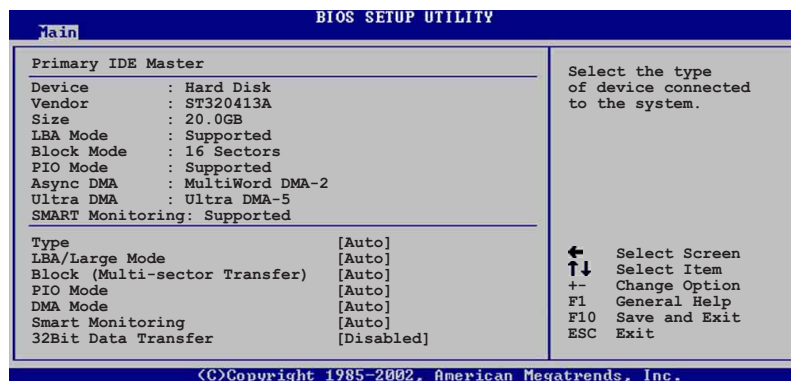 BIOS SETUP UTILITY
Main
Primary IDE Master
Device : Hard Disk
Vendor : ST320413A
Size : 20.0GB
LBA Mode : Supported
Block Mode : 16 Sectors
PIO Mode : Supported
Async DMA : MultiWord DMA-2
Ultra DMA : Ultra DMA-5
SMART Monitoring: Supported
Type [Auto]
LBA/Large Mode [Auto]
Block (Multi-sector Transfer) [Auto]
PIO Mode [Auto]
DMA Mode [Auto]
Smart Monitoring [Auto]
32Bit Data Transfer [Disabled]
Select the type
of device connected
to the system.
← Select Screen
↑↓ Select Item
+- Change Option
F1 General Help
F10 Save and Exit
ESC Exit
(C)Copyright 1985-2002, American Megatrends, Inc.